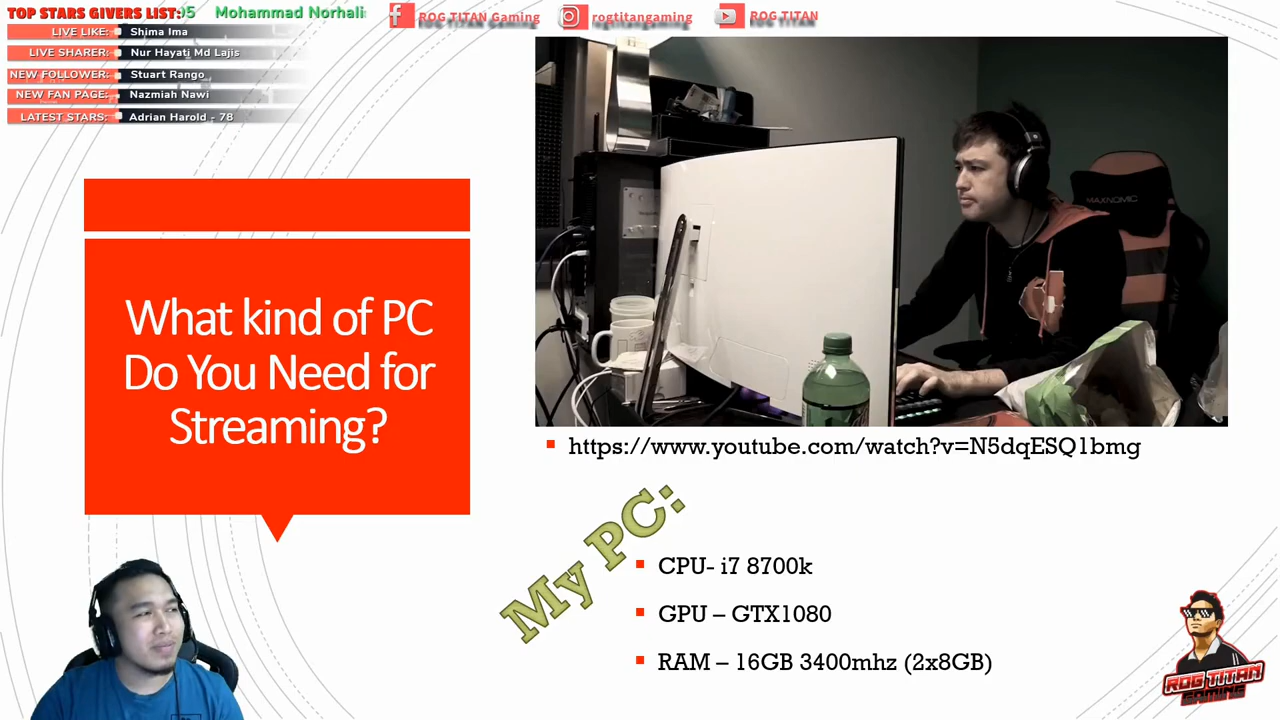 TOP STARS GIVERS LIST:
95 Mohammad Norhali
LIVE LIKE: Shima Ima
LIVE SHARER: Nur Hayati Md Lajis
NEW FOLLOWER: Stuart Rango
NEW FAN PAGE: Nazmiah Nawi
LATEST STARS: Adrian Harold - 78
ROG TITAN Gaming
rogtitangaming
ROG TITAN
MAXNOMIC
What kind of PC
Do You Need for
Streaming?
https://www.youtube.com/watch?v=N5dqESQ1bmg
My PC:
CPU- i7 8700k
GPU – GTX1080
RAM – 16GB 3400mhz (2x8GB)
ROG TITAN
GAMING